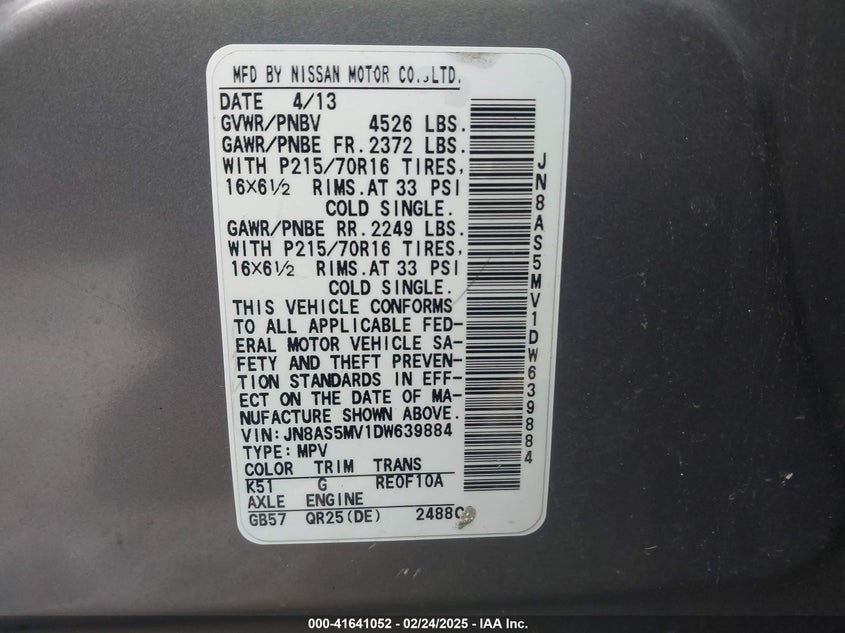 MFD BY NISSAN MOTOR CO.,LTD.
DATE 4/13
GVWR/PNBV 4526 LBS.
GAWR/PNBE FR.2372 LBS.
WITH P215/70R16 TIRES,
16×6½ RIMS.AT 33 PSI
COLD SINGLE.
GAWR/PNBE RR.2249 LBS.
WITH P215/70R16 TIRES,
16×6½ RIMS.AT 33 PSI
COLD SINGLE.
THIS VEHICLE CONFORMS
TO ALL APPLICABLE FED-
ERAL MOTOR VEHICLE SA-
FETY AND THEFT PREVEN-
TION STANDARDS IN EFF-
ECT ON THE DATE OF MA-
NUFACTURE SHOWN ABOVE.
VIN:JN8AS5MV1DW639884
TYPE:MPV
COLOR TRIM TRANS
K51 G RE0F10A
AXLE ENGINE
GB57 QR25(DE) 2488C
JN8AS5MV1DW639884
000-41641052 - 02/24/2025 - IAA Inc.